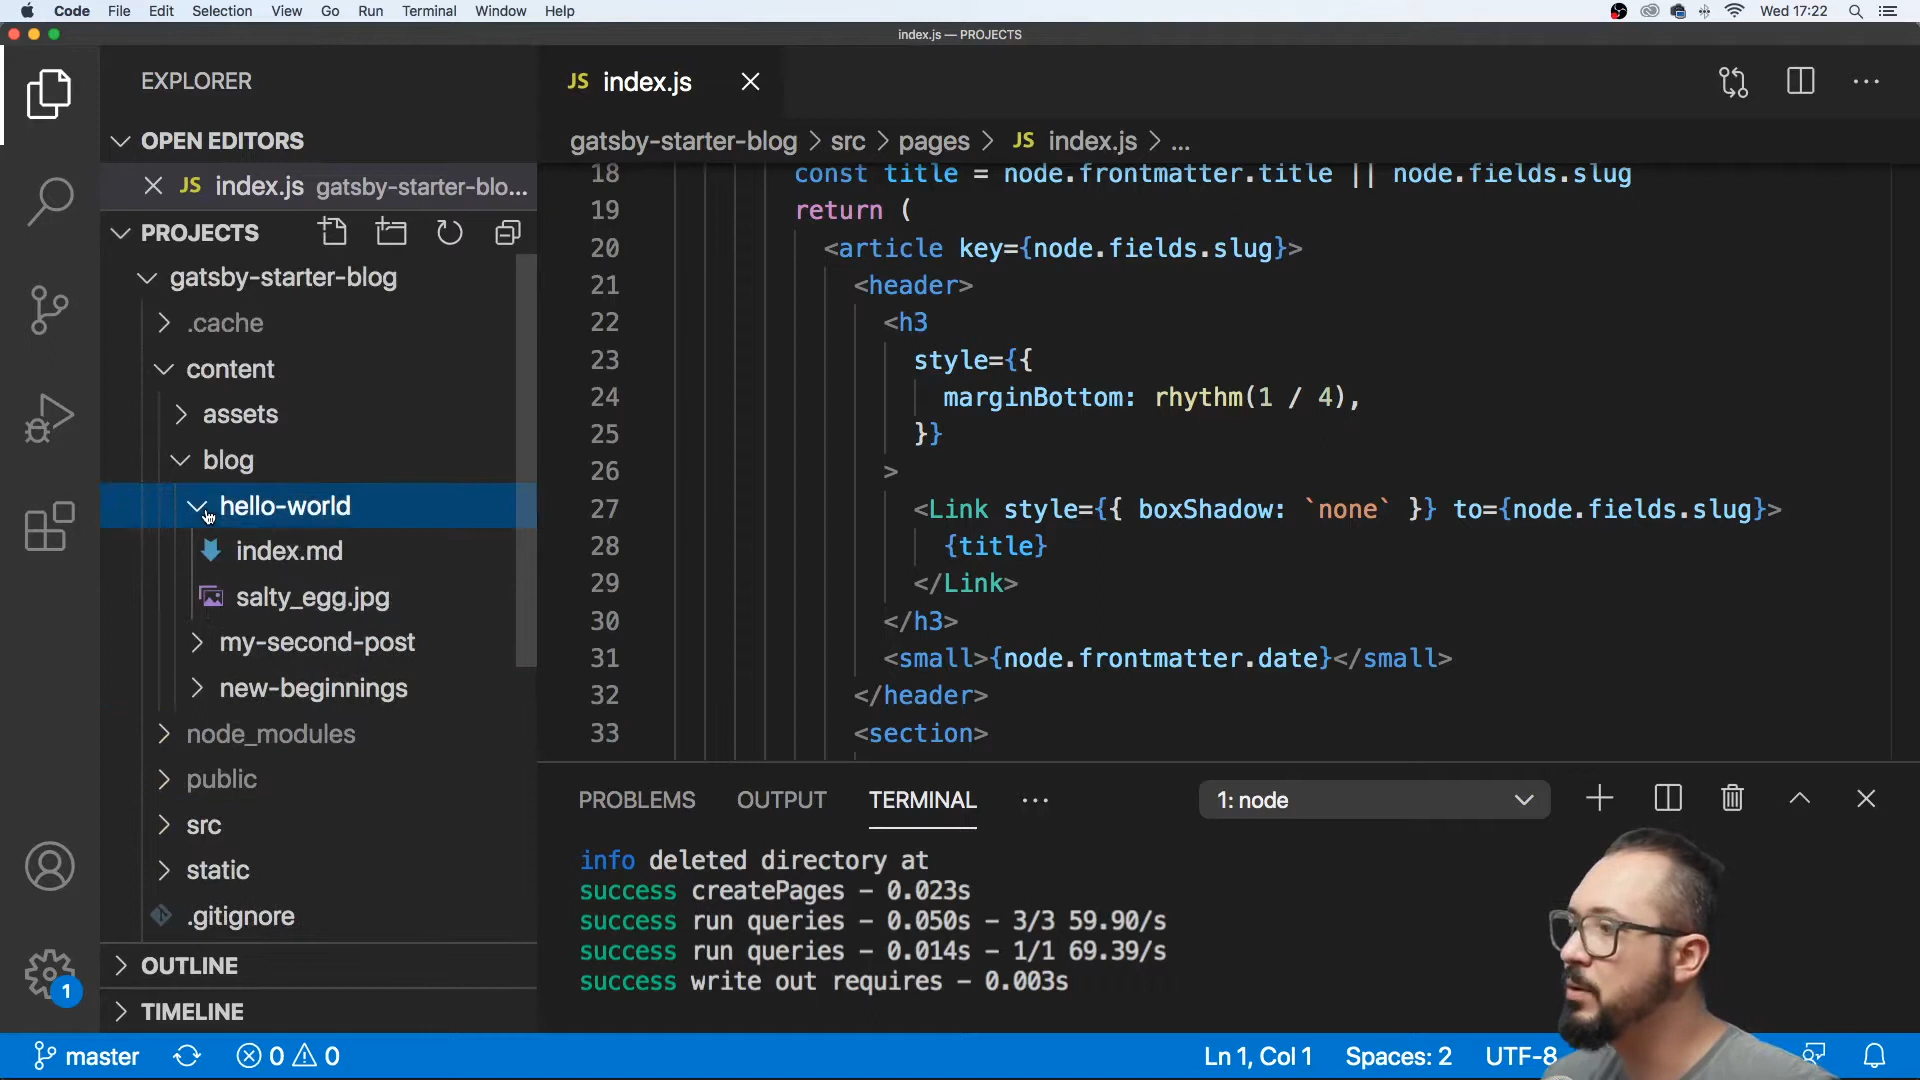 Code File Edit Selection View Go Run Terminal Window Help Wed 17:22
index.js — PROJECTS
EXPLORER
OPEN EDITORS
JS index.js gatsby-starter-blo...
PROJECTS
gatsby-starter-blog
.cache
content
assets
blog
hello-world
index.md
salty_egg.jpg
my-second-post
new-beginnings
node_modules
public
src
static
.gitignore
OUTLINE
TIMELINE
1
JS index.js
gatsby-starter-blog > src > pages > JS index.js > ...
18 const title = node.frontmatter.title || node.fields.slug
19 return (
20 <article key={node.fields.slug}>
21 <header>
22 <h3
23 style={{
24 marginBottom: rhythm(1 / 4),
25 }}
26 >
27 <Link style={{ boxShadow: `none` }} to={node.fields.slug}>
28 {title}
29 </Link>
30 </h3>
31 <small>{node.frontmatter.date}</small>
32 </header>
33 <section>
PROBLEMS OUTPUT TERMINAL ... 1: node
info deleted directory at
success createPages – 0.023s
success run queries – 0.050s – 3/3 59.90/s
success run queries – 0.014s – 1/1 69.39/s
success write out requires – 0.003s
master 0 0 Ln 1, Col 1 Spaces: 2 UTF-8